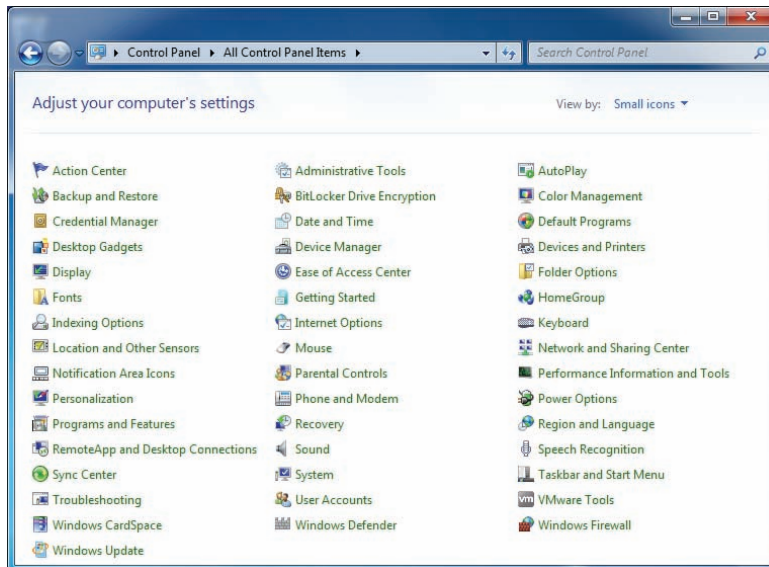 Control Panel All Control Panel Items Search Control Panel
Adjust your computer's settings View by: Small icons
Action Center Administrative Tools AutoPlay
Backup and Restore BitLocker Drive Encryption Color Management
Credential Manager Date and Time Default Programs
Desktop Gadgets Device Manager Devices and Printers
Display Ease of Access Center Folder Options
Fonts Getting Started HomeGroup
Indexing Options Internet Options Keyboard
Location and Other Sensors Mouse Network and Sharing Center
Notification Area Icons Parental Controls Performance Information and Tools
Personalization Phone and Modem Power Options
Programs and Features Recovery Region and Language
RemoteApp and Desktop Connections Sound Speech Recognition
Sync Center System Taskbar and Start Menu
Troubleshooting User Accounts vm VMware Tools
Windows CardSpace Windows Defender Windows Firewall
Windows Update